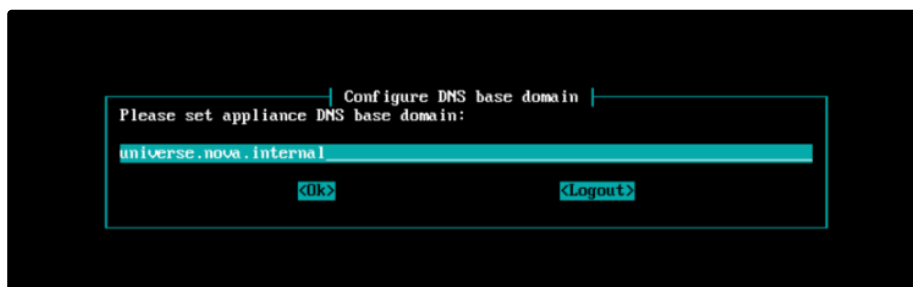 Configure DNS base domain
Please set appliance DNS base domain:
universe.nova.internal
<Ok> <Logout>